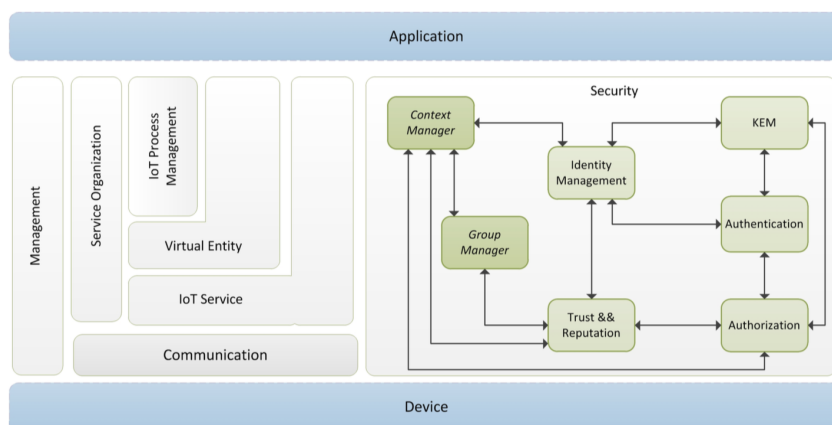 Application
Management
Service Organization
IoT Process
Management
Virtual Entity
IoT Service
Communication
Security
Context
Manager
KEM
Identity
Management
Group
Manager
Authentication
Trust &&
Reputation
Authorization
Device